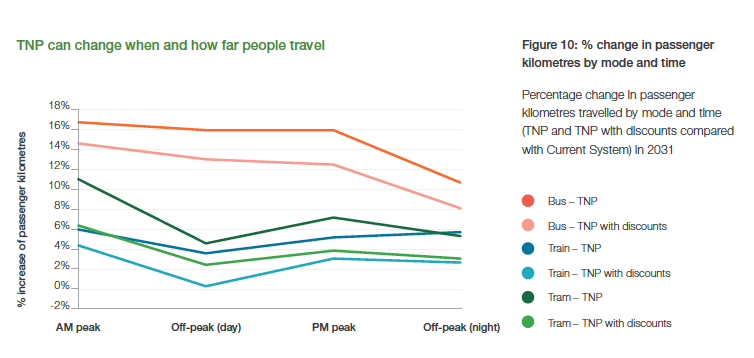 TNP can change when and how far people travel
Figure 10: % change in passenger
kilometres by mode and time
Percentage change in passenger
kilometres travelled by mode and time
(TNP and TNP with discounts compared
with Current System) in 2031
% increase of passenger kilometres
18%
16%
14%
12%
10%
8%
6%
4%
2%
0%
-2%
AM peak
Off-peak (day)
PM peak
Off-peak (night)
Bus – TNP
Bus – TNP with discounts
Train – TNP
Train – TNP with discounts
Tram – TNP
Tram – TNP with discounts